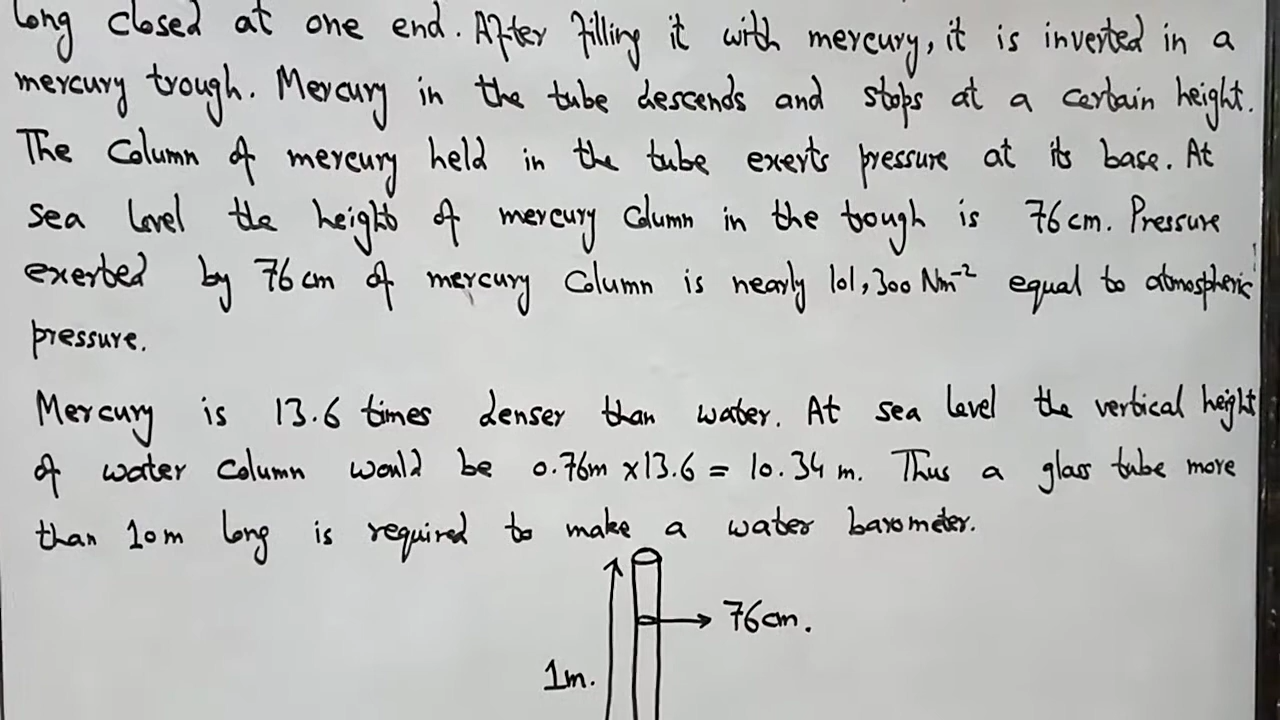 long closed at one end. After filling it with mercury, it is inverted in a
mercury trough. Mercury in the tube descends and stops at a certain height.
The column of mercury held in the tube exerts pressure at its base. At
sea level the height of mercury column in the trough is 76 cm. Pressure
exerted by 76 cm of mercury column is nearly 101,300 Nm⁻² equal to atmospheric
pressure.
Mercury is 13.6 times denser than water. At sea level the vertical height
of water column would be 0.76m × 13.6 = 10.34 m. Thus a glass tube more
than 10m long is required to make a water barometer.
76cm.
1m.